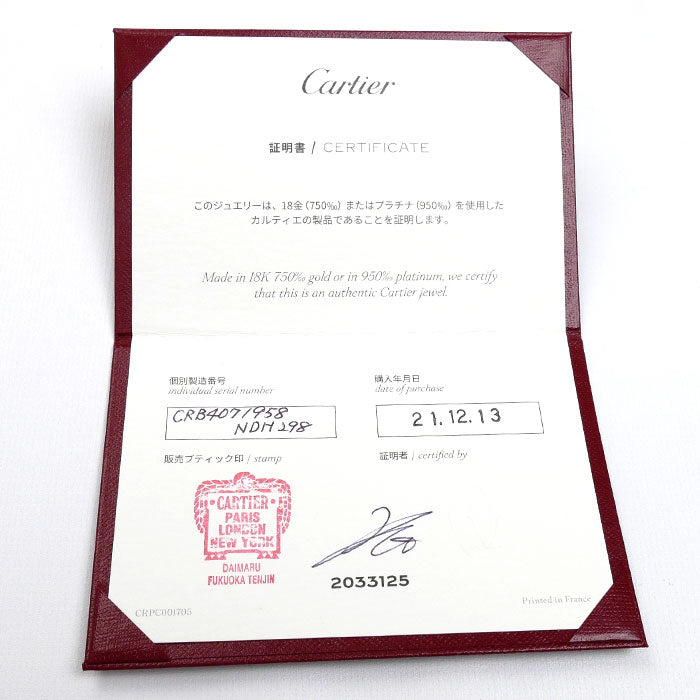 Cartier
証明書 / CERTIFICATE
このジュエリーは、18金(750‰)またはプラチナ(950‰)を使用した
カルティエの製品であることを証明します。
Made in 18K 750‰ gold or in 950‰ platinum, we certify
that this is an authentic Cartier jewel.
個別製造番号
individual serial number
CRB4071958
NDH298
購入年月日
date of purchase
21.12.13
販売ブティック印 / stamp
証明者 / certified by
CARTIER
PARIS
LONDON
NEW YORK
DAIMARU
FUKUOKA TENJIN
2033125
CRPC001705
Printed in France